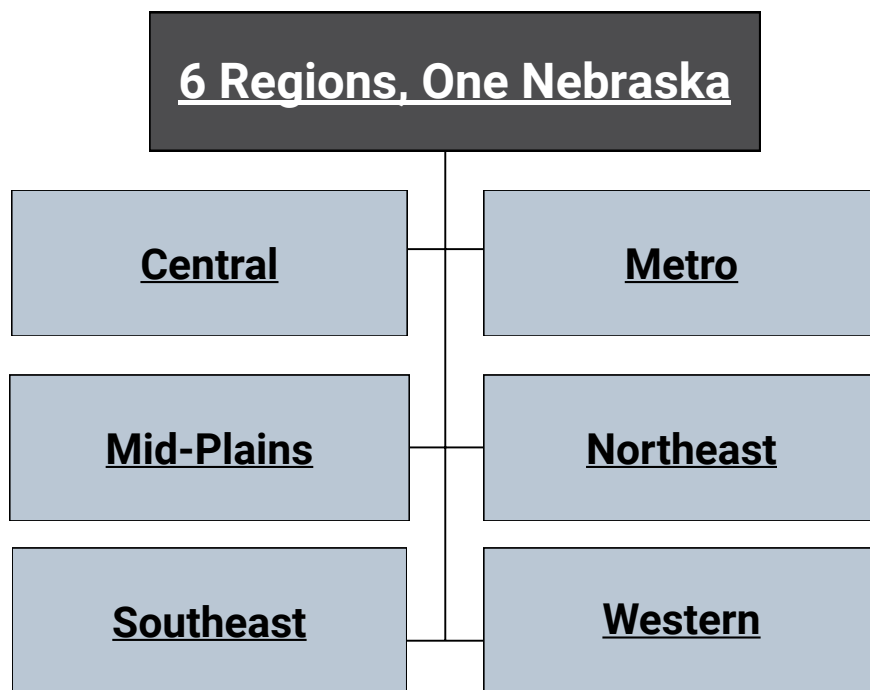 6 Regions, One Nebraska
Central
Metro
Mid-Plains
Northeast
Southeast
Western